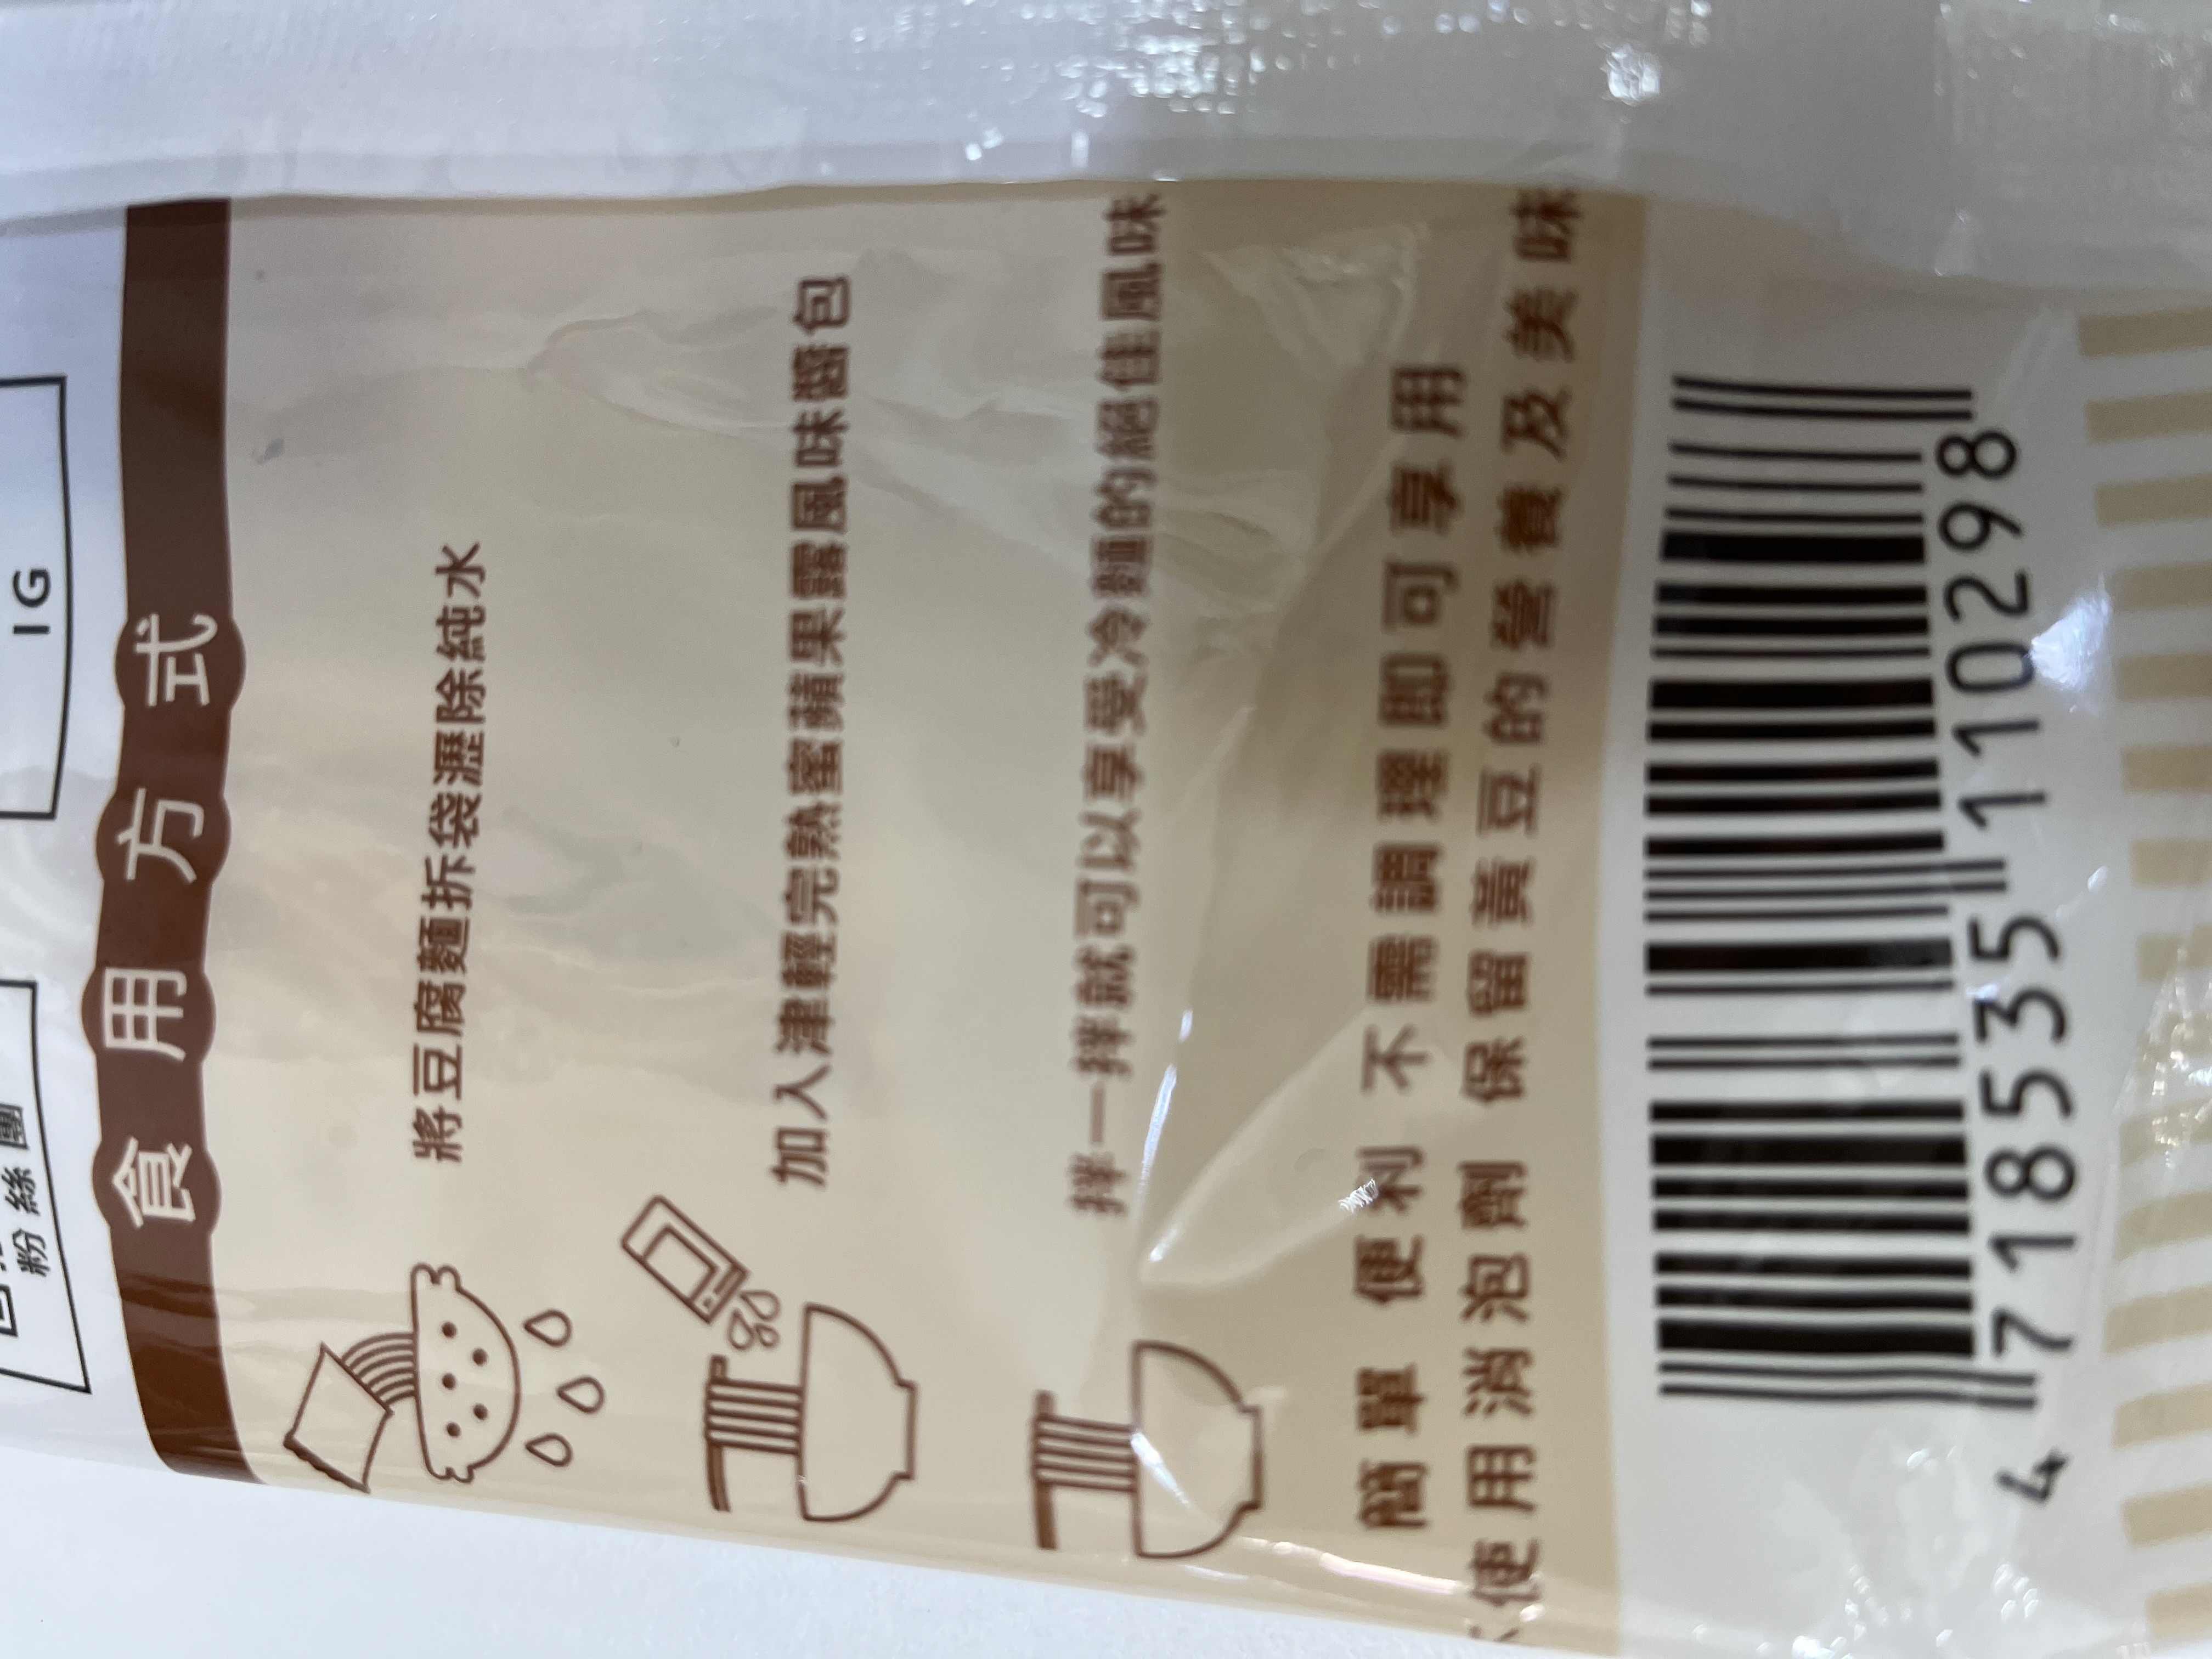 粉絲團
IG
食用方式
將豆腐麵拆袋瀝除純水
加入津輕完熟蜜蘋果露風味醬包
拌一拌就可以享受冷麵的絕佳風味
簡單 便利 不需調理即可享用
使用消泡劑 保留黃豆的營養及美味
4 718535 110298